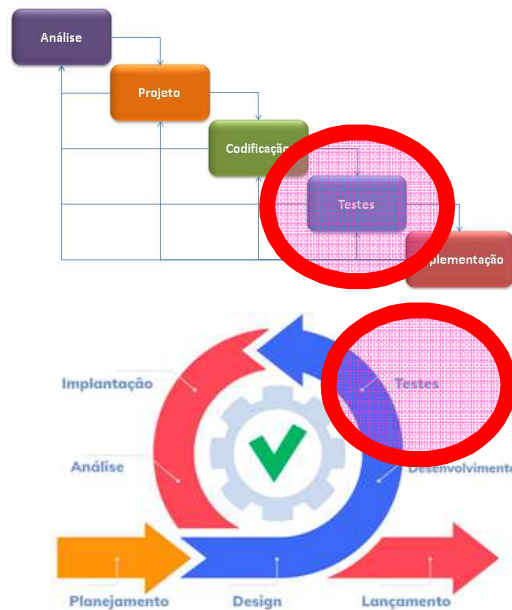 Análise
Projeto
Codificação
Testes
plementação
Implantação
Testes
Análise
Desenvolvimento
Planejamento
Design
Lançamento